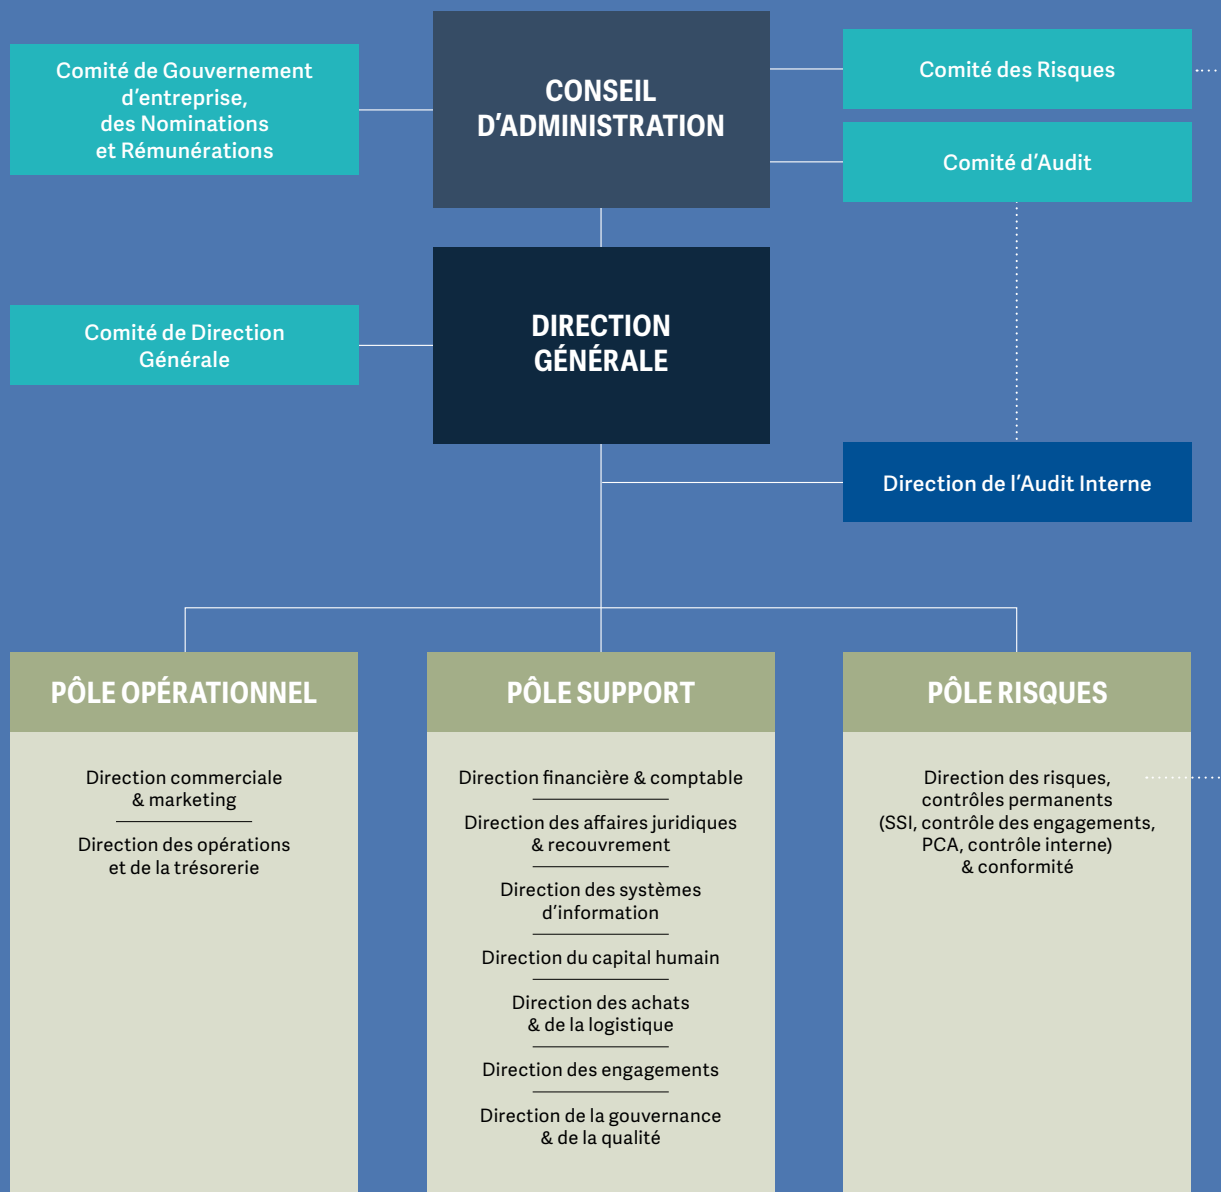 Comité de Gouvernement
d'entreprise,
des Nominations
et Rémunérations
CONSEIL
D'ADMINISTRATION
Comité des Risques
Comité d'Audit
Comité de Direction
Générale
DIRECTION
GÉNÉRALE
Direction de l'Audit Interne
PÔLE OPÉRATIONNEL
Direction commerciale
& marketing
Direction des opérations
et de la trésorerie
PÔLE SUPPORT
Direction financière & comptable
Direction des affaires juridiques
& recouvrement
Direction des systèmes
d'information
Direction du capital humain
Direction des achats
& de la logistique
Direction des engagements
Direction de la gouvernance
& de la qualité
PÔLE RISQUES
Direction des risques,
contrôles permanents
(SSI, contrôle des engagements,
PCA, contrôle interne)
& conformité